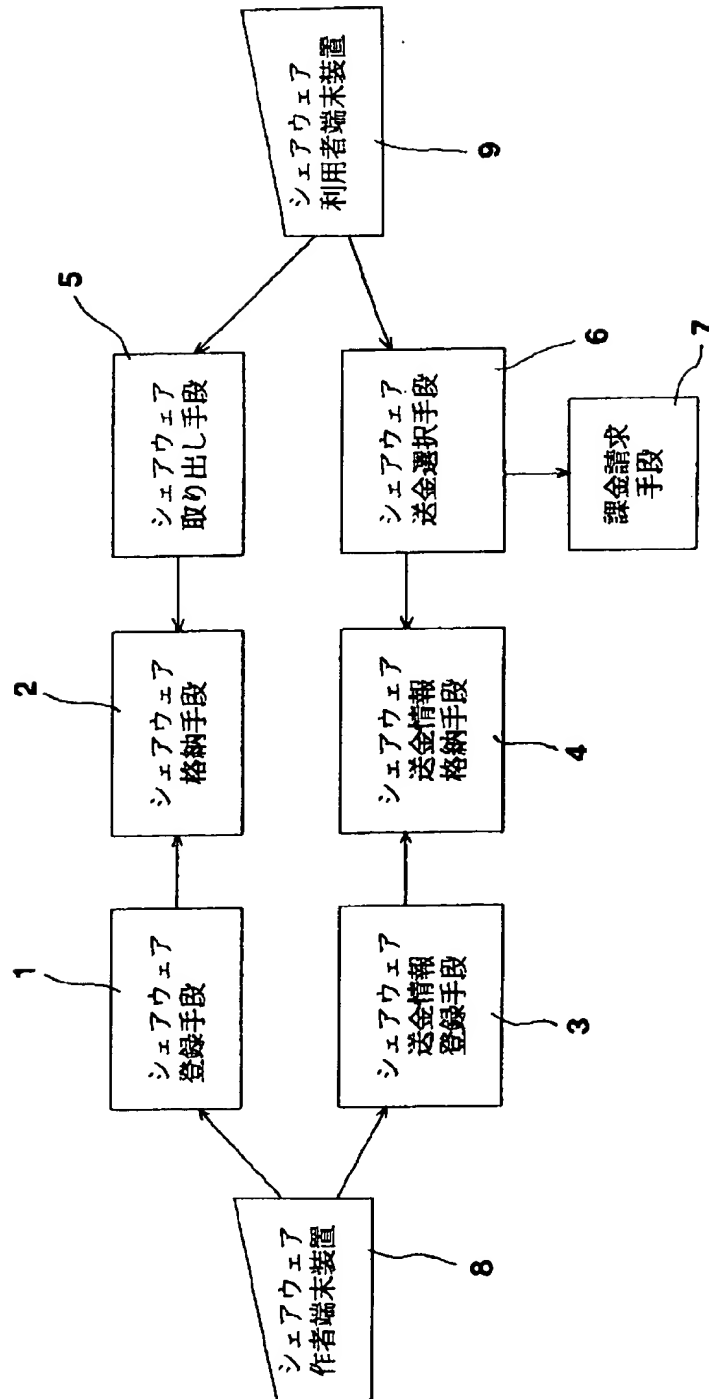 1
シェアウェア
登録手段
2
シェアウェア
格納手段
5
シェアウェア
取り出し手段
シェアウェア
作者端末装置
8
シェアウェア
利用者端末装置
9
シェアウェア
送金情報
登録手段
3
シェアウェア
送金情報
格納手段
4
シェアウェア
送金選択手段
6
課金請求
手段
7